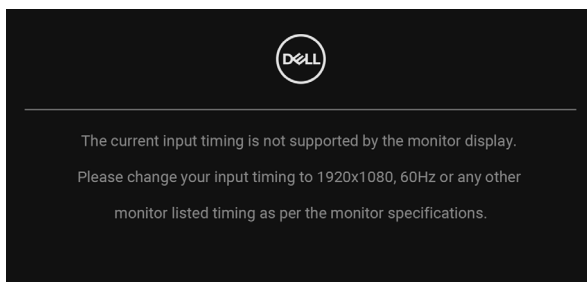 DELL
The current input timing is not supported by the monitor display.
Please change your input timing to 1920x1080, 60Hz or any other
monitor listed timing as per the monitor specifications.